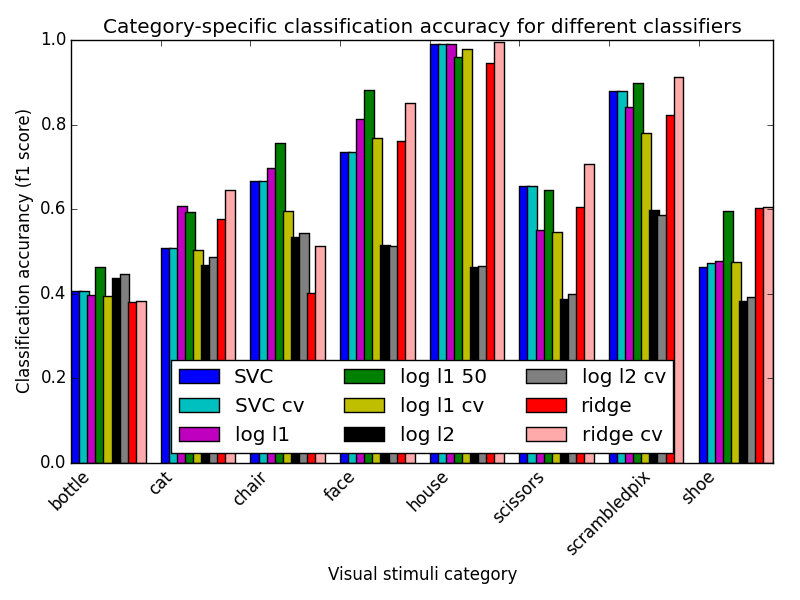 Category-specific classification accuracy for different classifiers
Classification accurancy (f1 score)
1.0
0.8
0.6
0.4
0.2
0.0
SVC
SVC cv
log l1
log l1 50
log l1 cv
log l2
log l2 cv
ridge
ridge cv
bottle
cat
chair
face
house
scissors
scrambledpix
shoe
Visual stimuli category